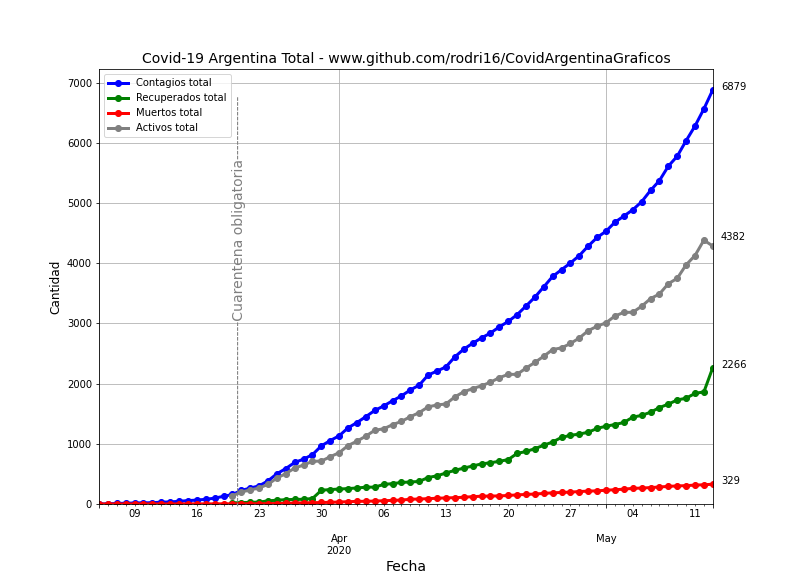 Covid-19 Argentina Total - www.github.com/rodri16/CovidArgentinaGraficos
Contagios total
Recuperados total
Muertos total
Activos total
Cuarentena obligatoria
Cantidad
7000
6000
5000
4000
3000
2000
1000
0
6879
4382
2266
329
09
16
23
30
06
13
20
27
04
11
Apr
2020
May
Fecha